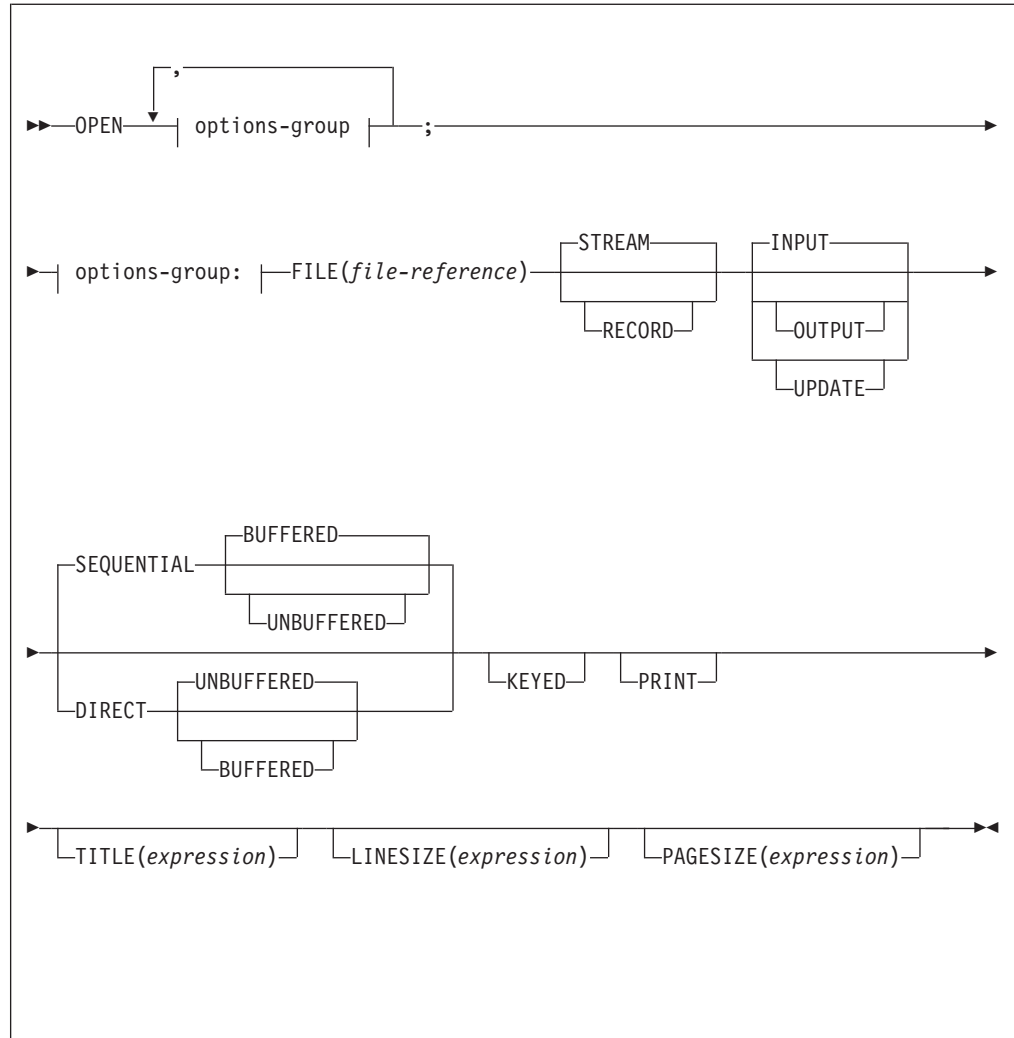 ,
OPEN options-group ;
STREAM INPUT
options-group: FILE(file-reference)
RECORD OUTPUT
UPDATE
BUFFERED
SEQUENTIAL
UNBUFFERED
UNBUFFERED KEYED PRINT
DIRECT
BUFFERED
TITLE(expression) LINESIZE(expression) PAGESIZE(expression)